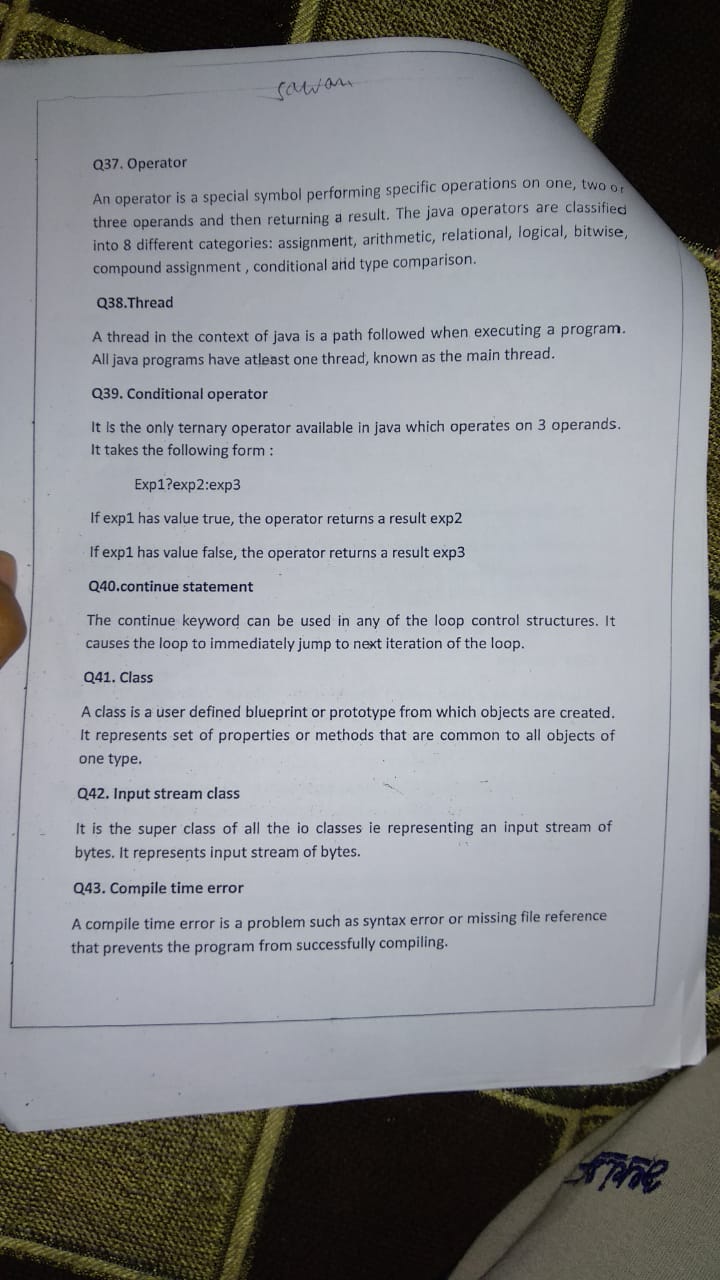 sawan
Q37. Operator
An operator is a special symbol performing specific operations on one, two or
three operands and then returning a result. The java operators are classified
into 8 different categories: assignment, arithmetic, relational, logical, bitwise,
compound assignment , conditional and type comparison.
Q38.Thread
A thread in the context of java is a path followed when executing a program.
All java programs have atleast one thread, known as the main thread.
Q39. Conditional operator
It is the only ternary operator available in java which operates on 3 operands.
It takes the following form :
Exp1?exp2:exp3
If exp1 has value true, the operator returns a result exp2
If exp1 has value false, the operator returns a result exp3
Q40.continue statement
The continue keyword can be used in any of the loop control structures. It
causes the loop to immediately jump to next iteration of the loop.
Q41. Class
A class is a user defined blueprint or prototype from which objects are created.
It represents set of properties or methods that are common to all objects of
one type.
Q42. Input stream class
It is the super class of all the io classes ie representing an input stream of
bytes. It represents input stream of bytes.
Q43. Compile time error
A compile time error is a problem such as syntax error or missing file reference
that prevents the program from successfully compiling.